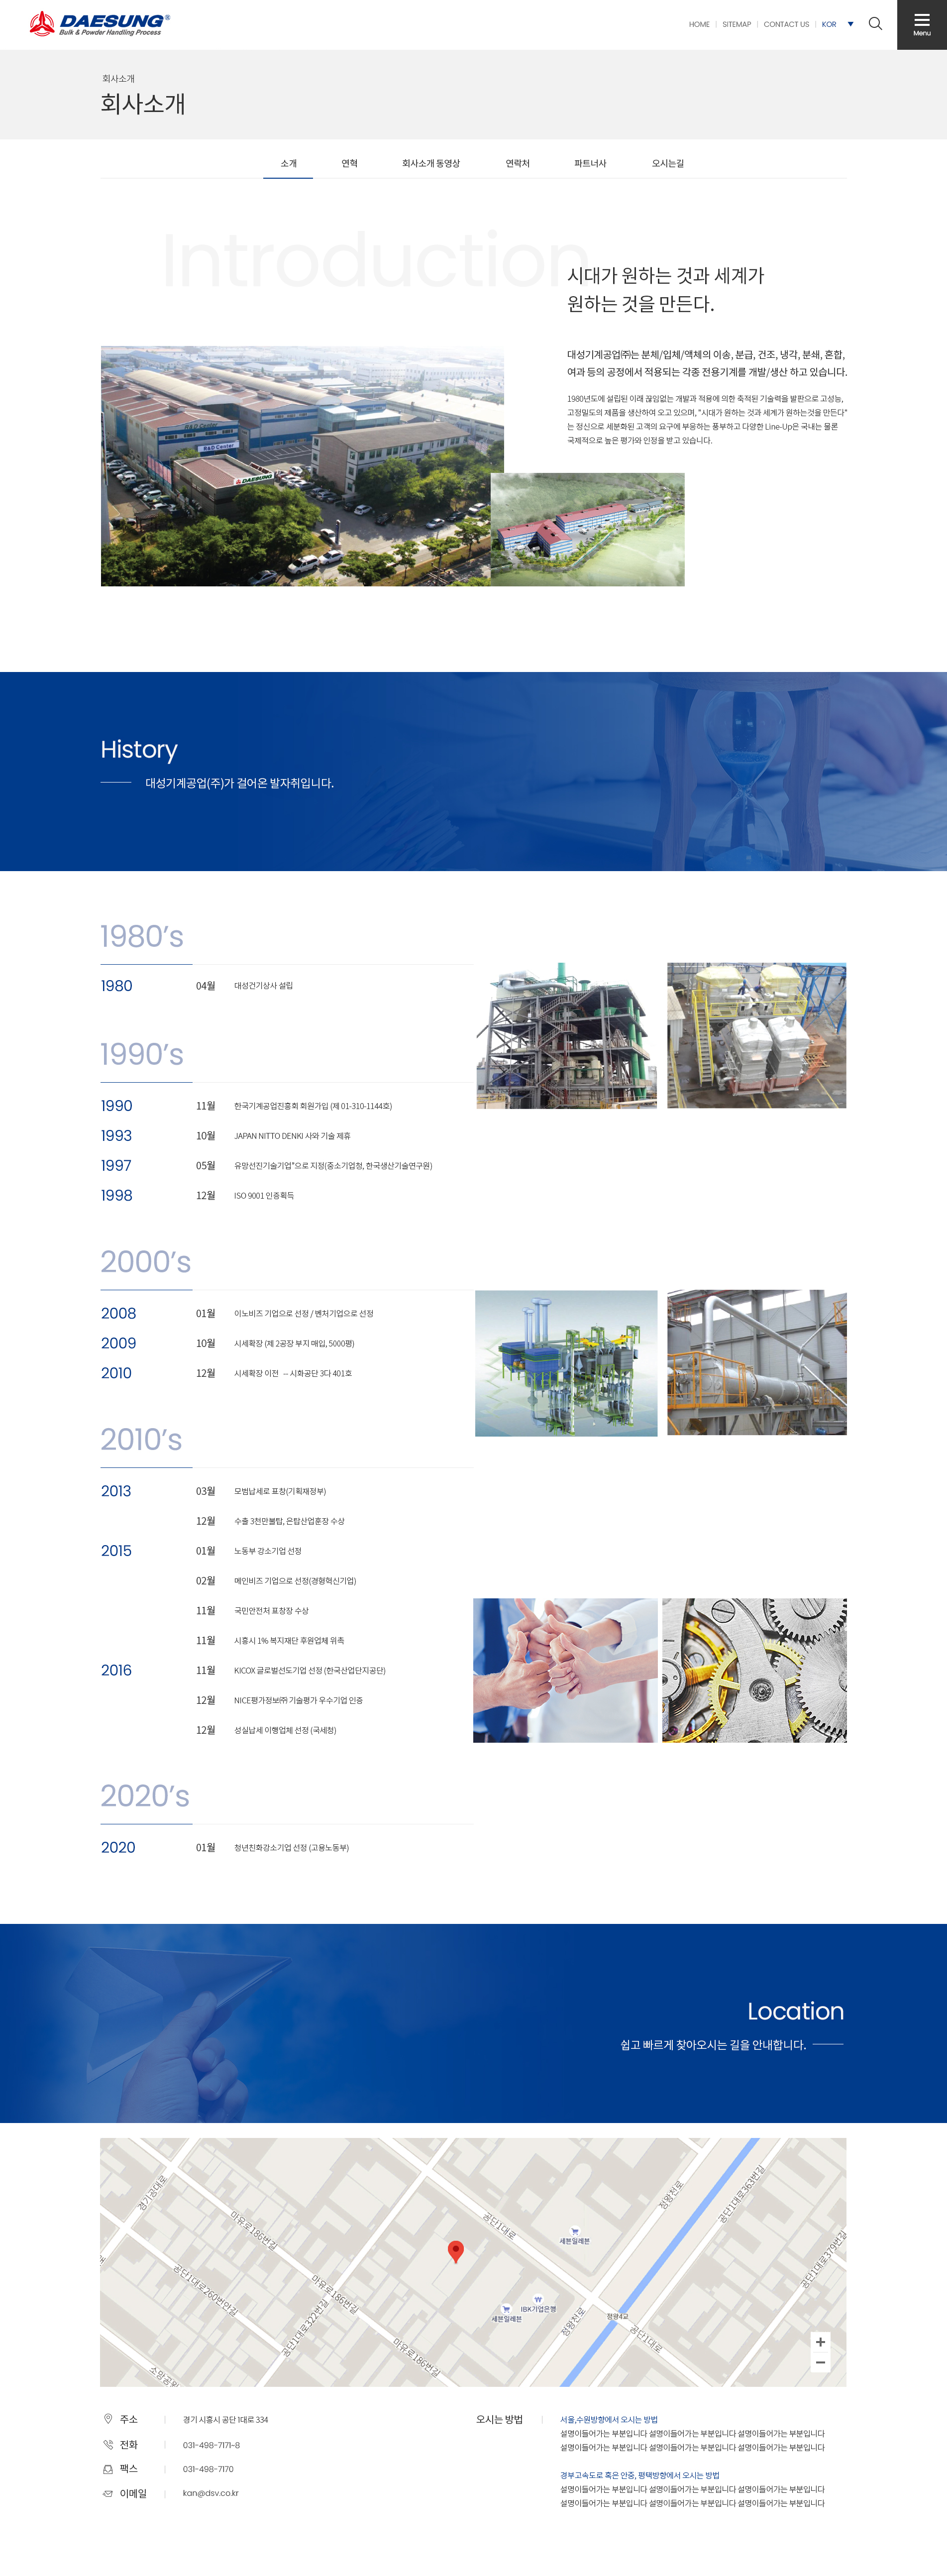 DAESUNG®
Bulk & Powder Handling Process
HOME | SITEMAP | CONTACT US | KOR
Menu
회사소개
회사소개
소개 연혁 회사소개 동영상 연락처 파트너사 오시는길
Introduction
시대가 원하는 것과 세계가
원하는 것을 만든다.
대성기계공업㈜는 분체/입체/액체의 이송, 분급, 건조, 냉각, 분쇄, 혼합,
여과 등의 공정에서 적용되는 각종 전용기계를 개발/생산 하고 있습니다.
1980년도에 설립된 이래 끊임없는 개발과 적용에 의한 축적된 기술력을 발판으로 고성능,
고정밀도의 제품을 생산하여 오고 있으며, "시대가 원하는 것과 세계가 원하는것을 만든다"
는 정신으로 세분화된 고객의 요구에 부응하는 풍부하고 다양한 Line-Up은 국내는 물론
국제적으로 높은 평가와 인정을 받고 있습니다.
R&D Center
R&D Center
DAESUNG
History
대성기계공업(주)가 걸어온 발자취입니다.
1980’s
1980 04월 대성건기상사 설립
1990’s
1990 11월 한국기계공업진흥회 회원가입 (제 01-310-1144호)
1993 10월 JAPAN NITTO DENKI 사와 기술 제휴
1997 05월 유망선진기술기업"으로 지정(중소기업청, 한국생산기술연구원)
1998 12월 ISO 9001 인증획득
2000’s
2008 01월 이노비즈 기업으로 선정 / 벤처기업으로 선정
2009 10월 시세확장 (제 2공장 부지 매입, 5000평)
2010 12월 시세확장 이전 -- 시화공단 3다 401호
2010’s
2013 03월 모범납세로 표창(기획재정부)
12월 수출 3천만불탑, 은탑산업훈장 수상
2015 01월 노동부 강소기업 선정
02월 메인비즈 기업으로 선정(경형혁신기업)
11월 국민안전처 표창장 수상
11월 시흥시 1% 복지재단 후원업체 위촉
2016 11월 KICOX 글로벌선도기업 선정 (한국산업단지공단)
12월 NICE평가정보㈜ 기술평가 우수기업 인증
12월 성실납세 이행업체 선정 (국세청)
2020’s
2020 01월 청년친화강소기업 선정 (고용노동부)
Location
쉽고 빠르게 찾아오시는 길을 안내합니다.
경기공대로
마유로186번길
공단1대로
정왕천로
공단1대로363번길
세븐일레븐
공단1대로260번안길
마유로186번길
공단1대로322번길
공단1대로379번길
IBK기업은행
세븐일레븐
정왕4교
정왕천로
공단1대로
마유로186번길
소망공원
+
−
주소 | 경기 시흥시 공단 1대로 334
전화 | 031-498-7171~8
팩스 | 031-498-7170
이메일 | kan@dsv.co.kr
오시는 방법 | 서울,수원방향에서 오시는 방법
설명이들어가는 부분입니다 설명이들어가는 부분입니다 설명이들어가는 부분입니다
설명이들어가는 부분입니다 설명이들어가는 부분입니다 설명이들어가는 부분입니다
경부고속도로 혹은 안중, 평택방향에서 오시는 방법
설명이들어가는 부분입니다 설명이들어가는 부분입니다 설명이들어가는 부분입니다
설명이들어가는 부분입니다 설명이들어가는 부분입니다 설명이들어가는 부분입니다